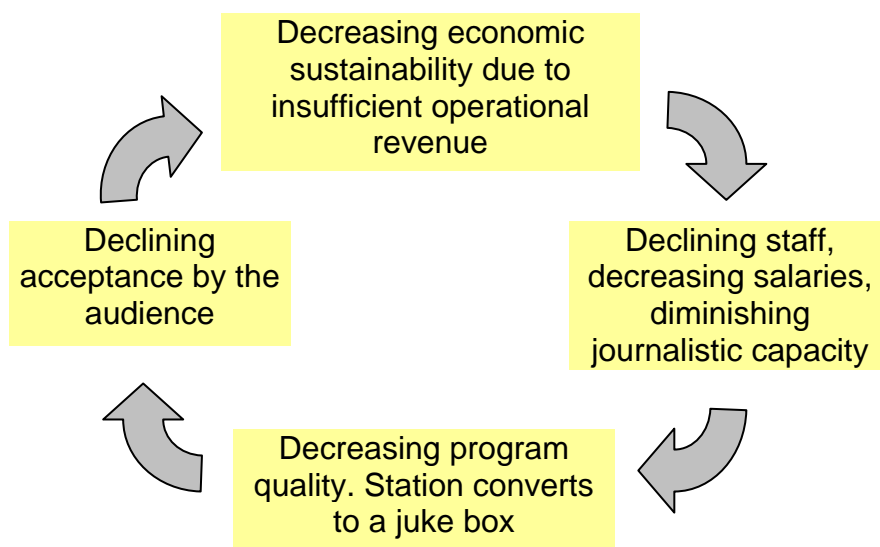 Decreasing economic
sustainability due to
insufficient operational
revenue
Declining staff,
decreasing salaries,
diminishing
journalistic capacity
Decreasing program
quality. Station converts
to a juke box
Declining
acceptance by the
audience